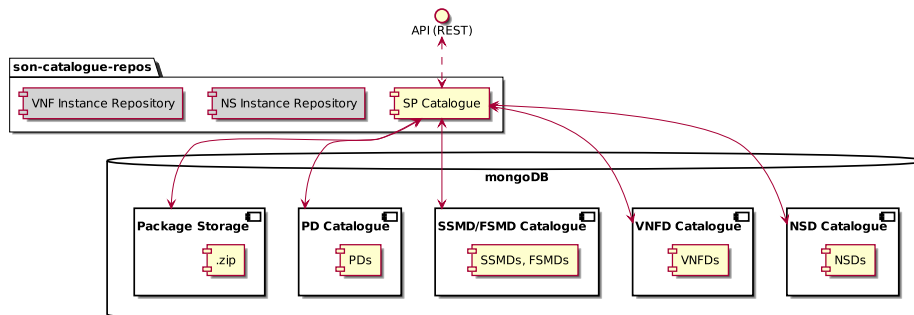 API (REST)
son-catalogue-repos
VNF Instance Repository
NS Instance Repository
SP Catalogue
mongoDB
Package Storage
PD Catalogue
SSMD/FSMD Catalogue
VNFD Catalogue
NSD Catalogue
.zip
PDs
SSMDs, FSMDs
VNFDs
NSDs